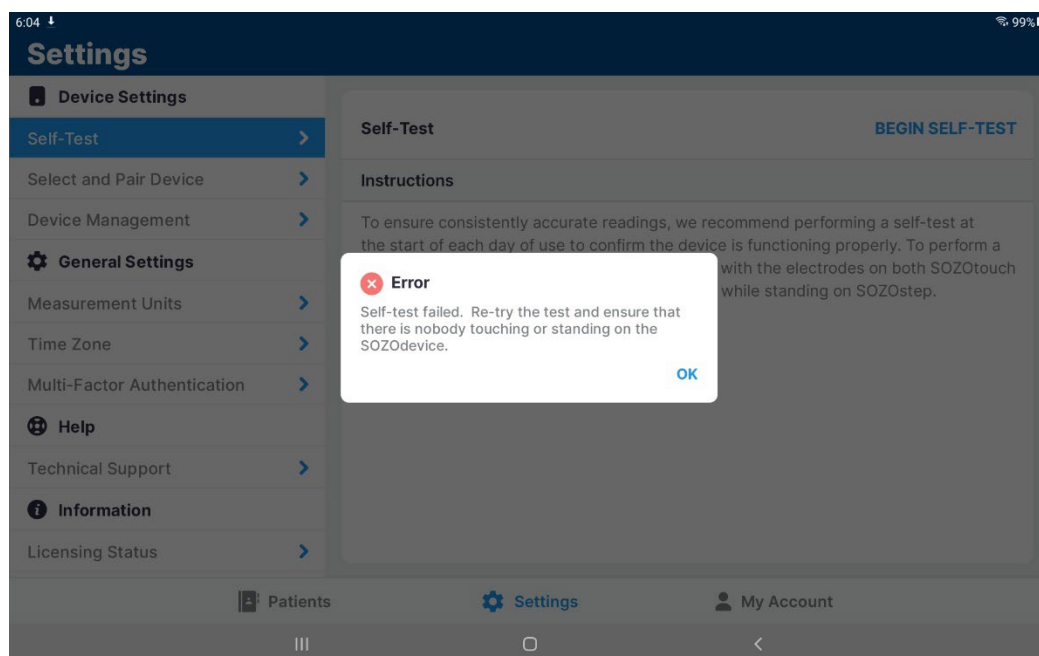 6:04
99%
Settings
Device Settings
Self-Test
Select and Pair Device
Device Management
General Settings
Measurement Units
Time Zone
Multi-Factor Authentication
Help
Technical Support
Information
Licensing Status
Self-Test
BEGIN SELF-TEST
Instructions
To ensure consistently accurate readings, we recommend performing a self-test at
the start of each day of use to confirm the device is functioning properly. To perform a
with the electrodes on both SOZOtouch
while standing on SOZOstep.
Error
Self-test failed. Re-try the test and ensure that
there is nobody touching or standing on the
SOZOdevice.
OK
Patients
Settings
My Account